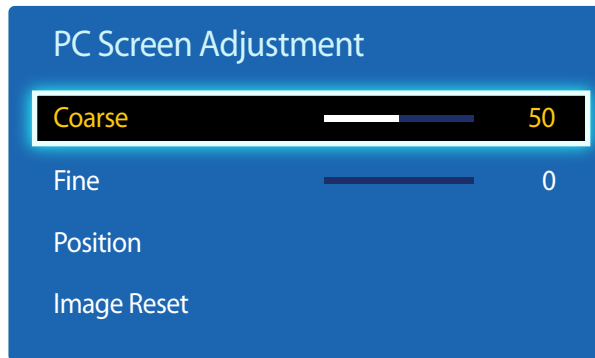 PC Screen Adjustment
Coarse 50
Fine 0
Position
Image Reset